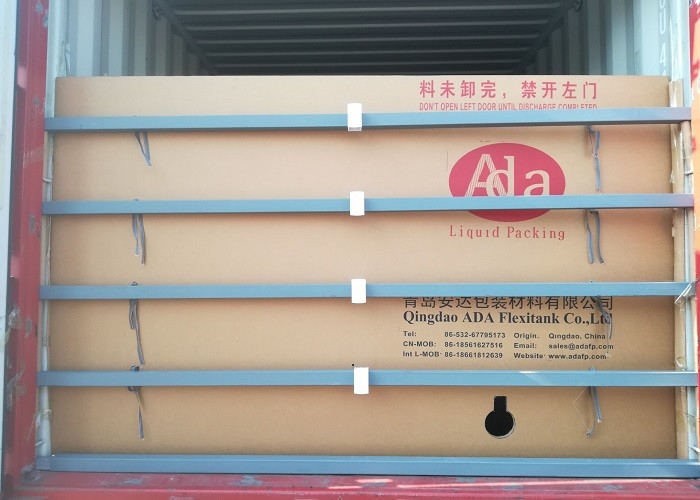 料未卸完，禁开左门
DON'T OPEN LEFT DOOR UNTIL DISCHARGE COMPLETED
Ada
Liquid Packing
青岛安达包装材料有限公司
Qingdao ADA Flexitank Co.,Ltd
Tel: 86-532-67795173 Origin. Qingdao, China
CN-MOB: 86-18561627516 Email: sales@adafp.com
Int L-MOB: 86-18661812639 Website: www.adafp.com